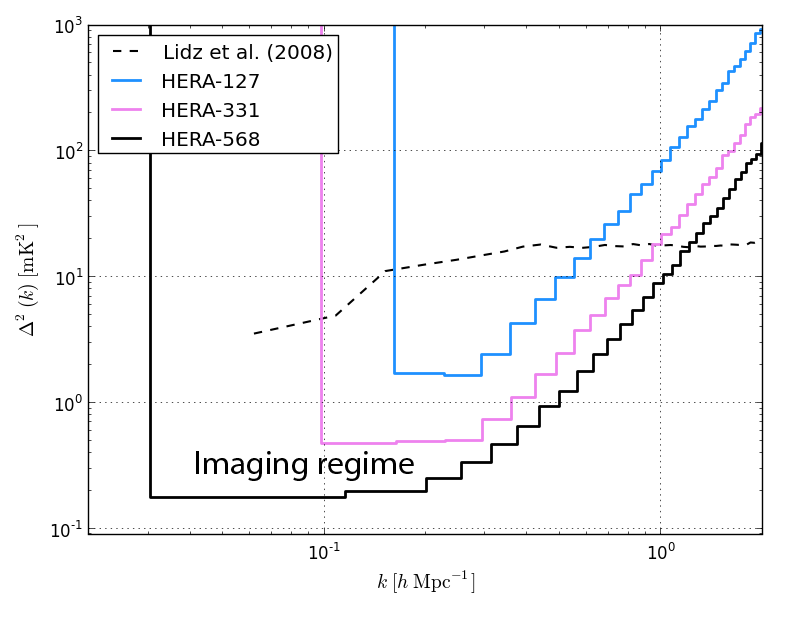 10³
Lidz et al. (2008)
HERA-127
HERA-331
HERA-568
10²
10¹
10⁰
10⁻¹
Δ² (k) [mK² ]
Imaging regime
10⁻¹
10⁰
k [h Mpc⁻¹]